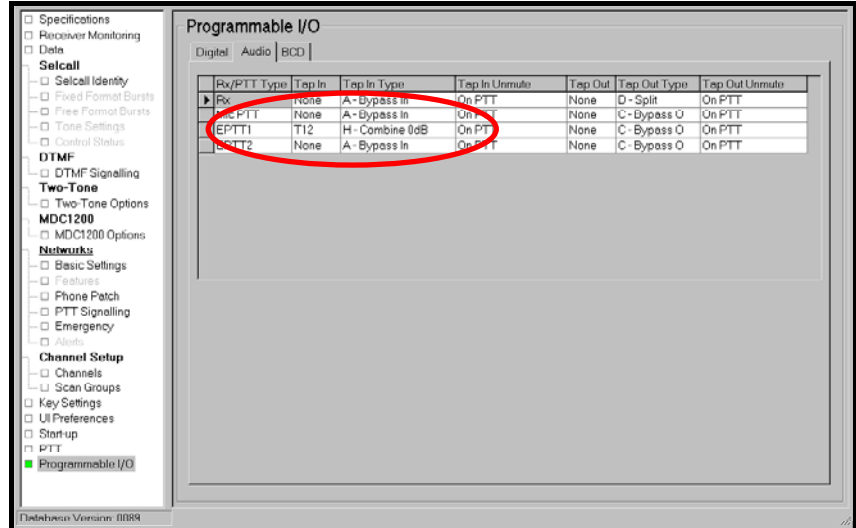 Specifications
Receiver Monitoring
Data
Selcall
Selcall Identity
Fixed Format Bursts
Free Format Bursts
Tone Settings
Control Status
DTMF
DTMF Signalling
Two-Tone
Two-Tone Options
MDC1200
MDC1200 Options
Networks
Basic Settings
Features
Phone Patch
PTT Signalling
Emergency
Alerts
Channel Setup
Channels
Scan Groups
Key Settings
UI Preferences
Start-up
PTT
Programmable I/O
Programmable I/O
Digital Audio BCD
Rx/PTT Type Tap In Tap In Type Tap In Unmute Tap Out Tap Out Type Tap Out Unmute
Rx None A - Bypass In On PTT None D - Split On PTT
Mic PTT None A - Bypass In On PTT None C - Bypass O On PTT
EPTT1 T12 H - Combine 0dB On PTT None C - Bypass O On PTT
EPTT2 None A - Bypass In On PTT None C - Bypass O On PTT
Database Version: 0089